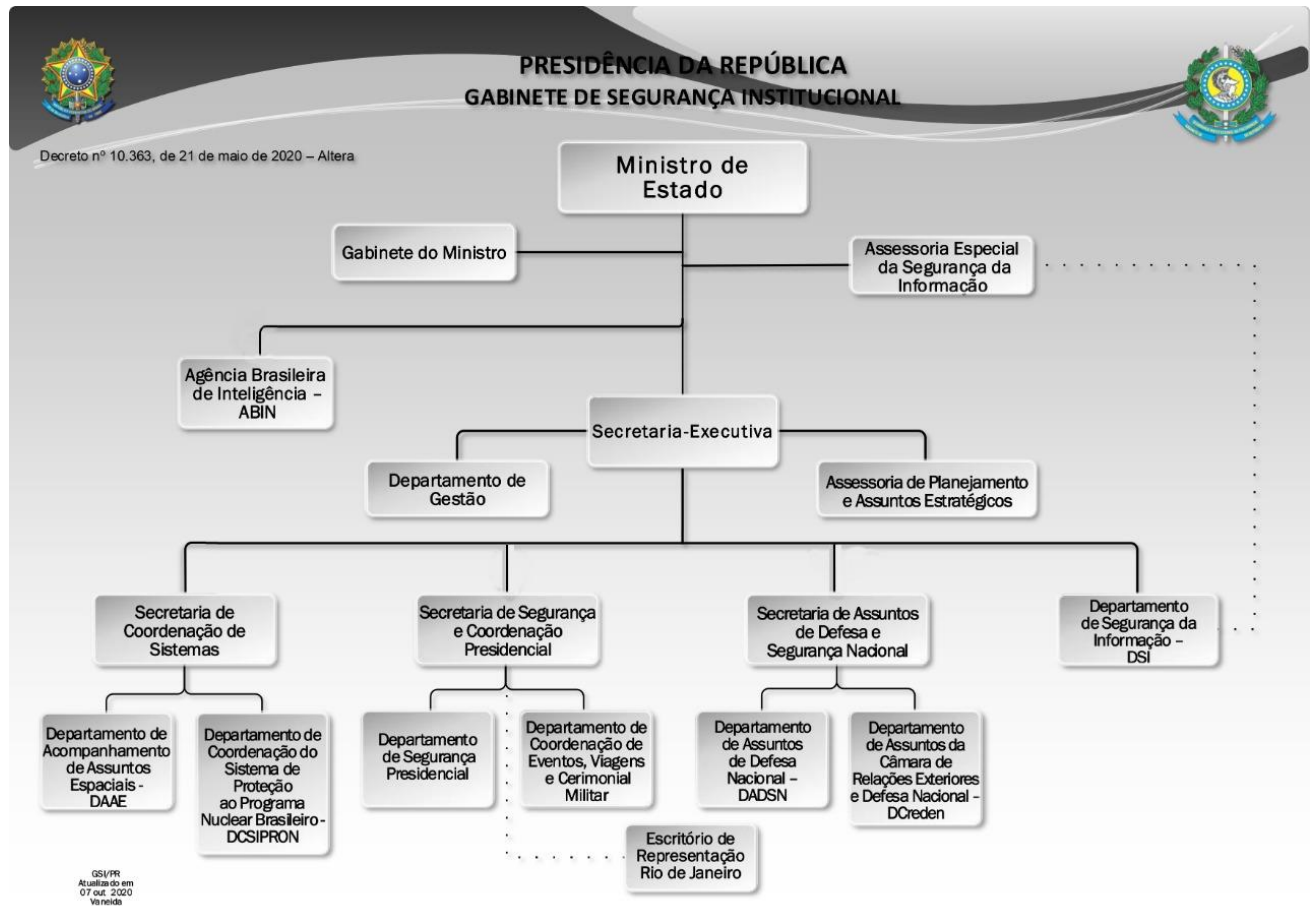 PRESIDÊNCIA DA REPÚBLICA
GABINETE DE SEGURANÇA INSTITUCIONAL
Decreto nº 10.363, de 21 de maio de 2020 – Altera
Ministro de
Estado
Gabinete do Ministro
Assessoria Especial
da Segurança da
Informação
Agência Brasileira
de Inteligência –
ABIN
Secretaria-Executiva
Departamento de
Gestão
Assessoria de Planejamento
e Assuntos Estratégicos
Secretaria de
Coordenação de
Sistemas
Secretaria de Segurança
e Coordenação
Presidencial
Secretaria de Assuntos
de Defesa e
Segurança Nacional
Departamento
de Segurança da
Informação –
DSI
Departamento de
Acompanhamento
de Assuntos
Espaciais -
DAAE
Departamento de
Coordenação do
Sistema de
Proteção
ao Programa
Nuclear Brasileiro-
DCSIPRON
Departamento
de Segurança
Presidencial
Departamento de
Coordenação de
Eventos, Viagens
e Cerimonial
Militar
Departamento
de Assuntos
de Defesa
Nacional –
DADSN
Departamento
de Assuntos da
Câmara de
Relações Exteriores
e Defesa Nacional –
DCreden
Escritório de
Representação
Rio de Janeiro
GSI/PR
Atualizado em
07 out. 2020
Vaneida